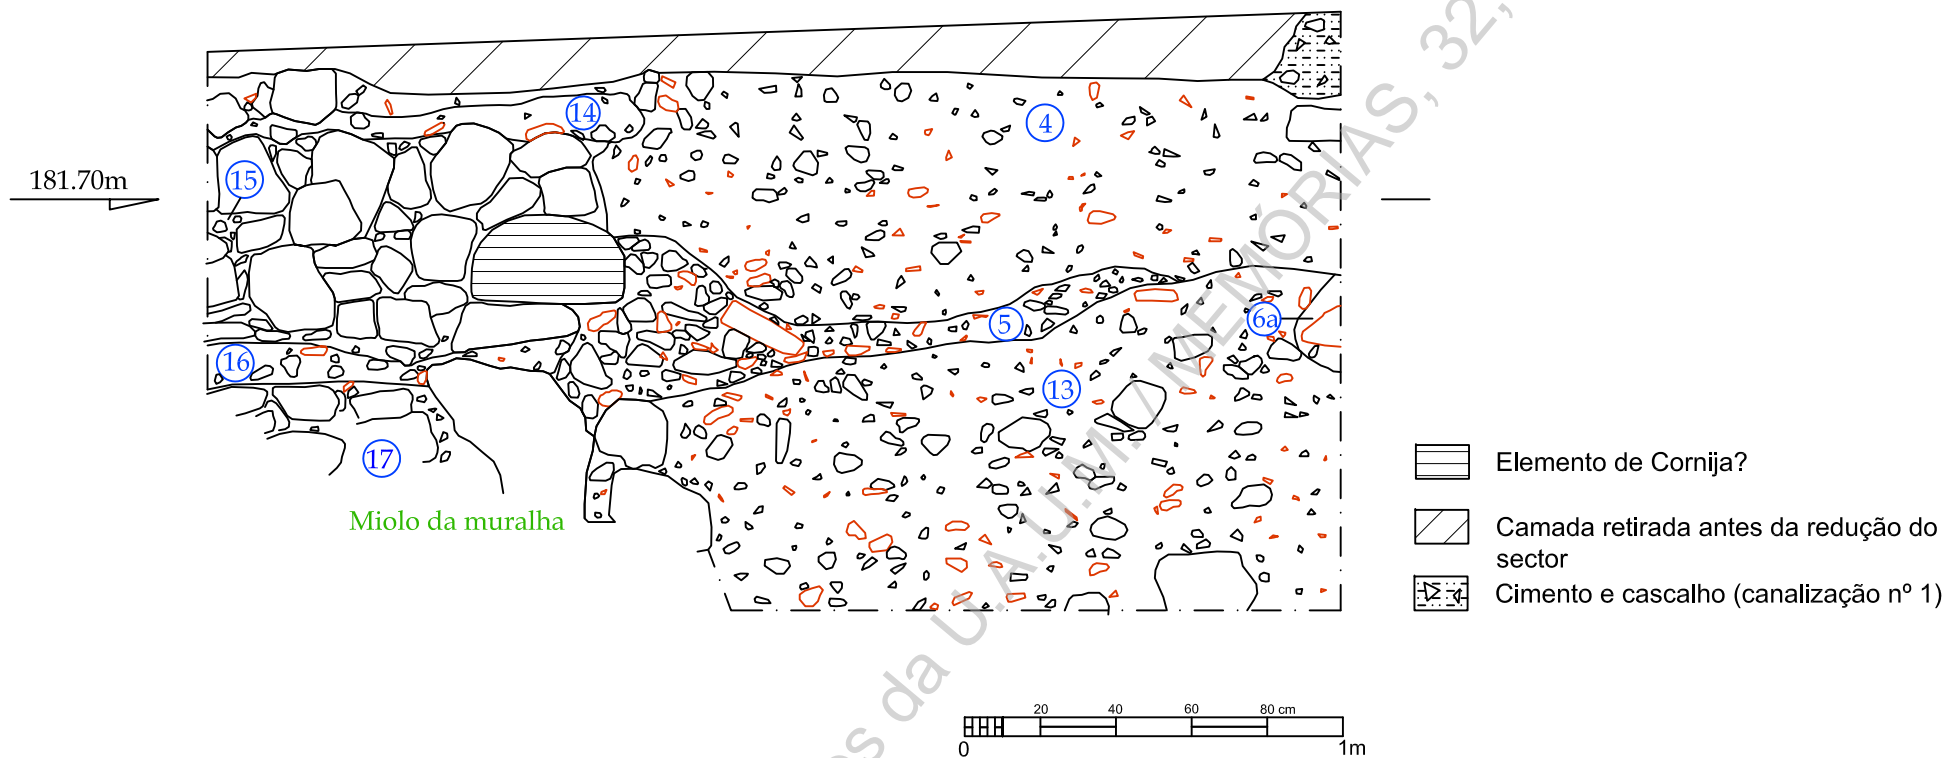 14
4
15
181.70m
5
6a
16
13
17
Miolo da muralha
Elemento de Cornija?
Camada retirada antes da redução do
sector
Cimento e cascalho (canalização nº 1)
20 40 60 80 cm
0 1m
es da U.A.U.M. / MEMÓRIAS, 32,